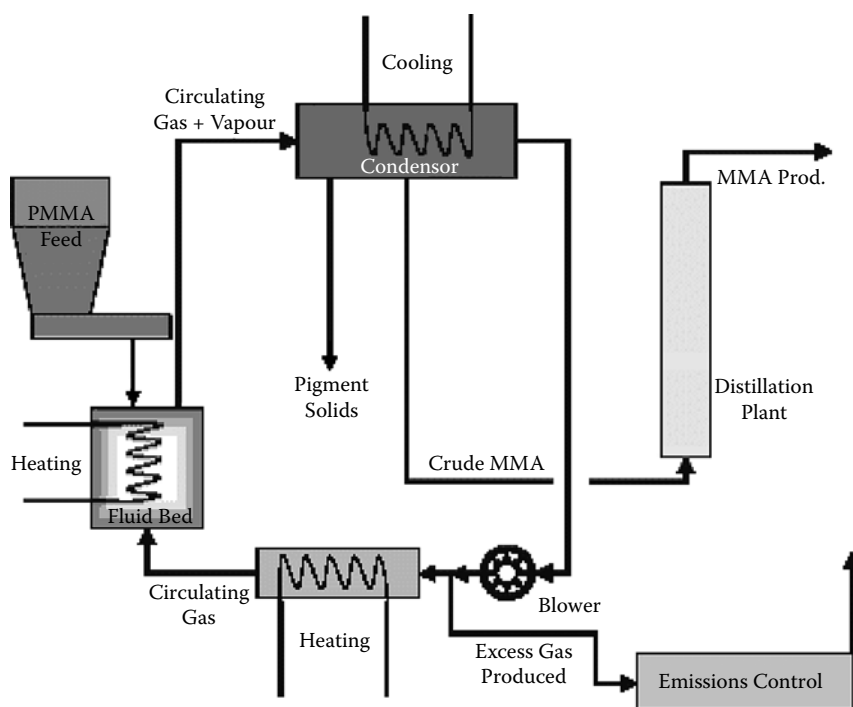 Cooling
Circulating
Gas + Vapour
Condensor
MMA Prod.
PMMA
Feed
Pigment
Solids
Distillation
Plant
Heating
Crude MMA
Fluid Bed
Circulating
Gas
Heating
Blower
Excess Gas
Produced
Emissions Control